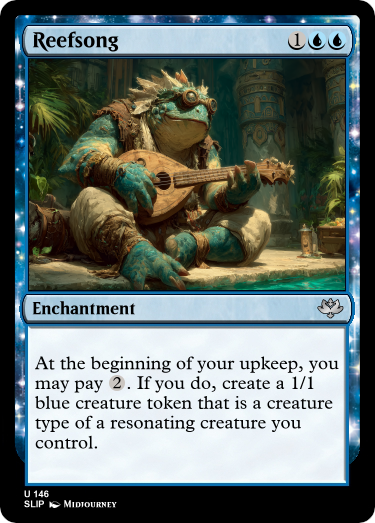 Reefsong 1UU
Enchantment
At the beginning of your upkeep, you
may pay 2. If you do, create a 1/1
blue creature token that is a creature
type of a resonating creature you
control.
U 146
SLIP Midjourney